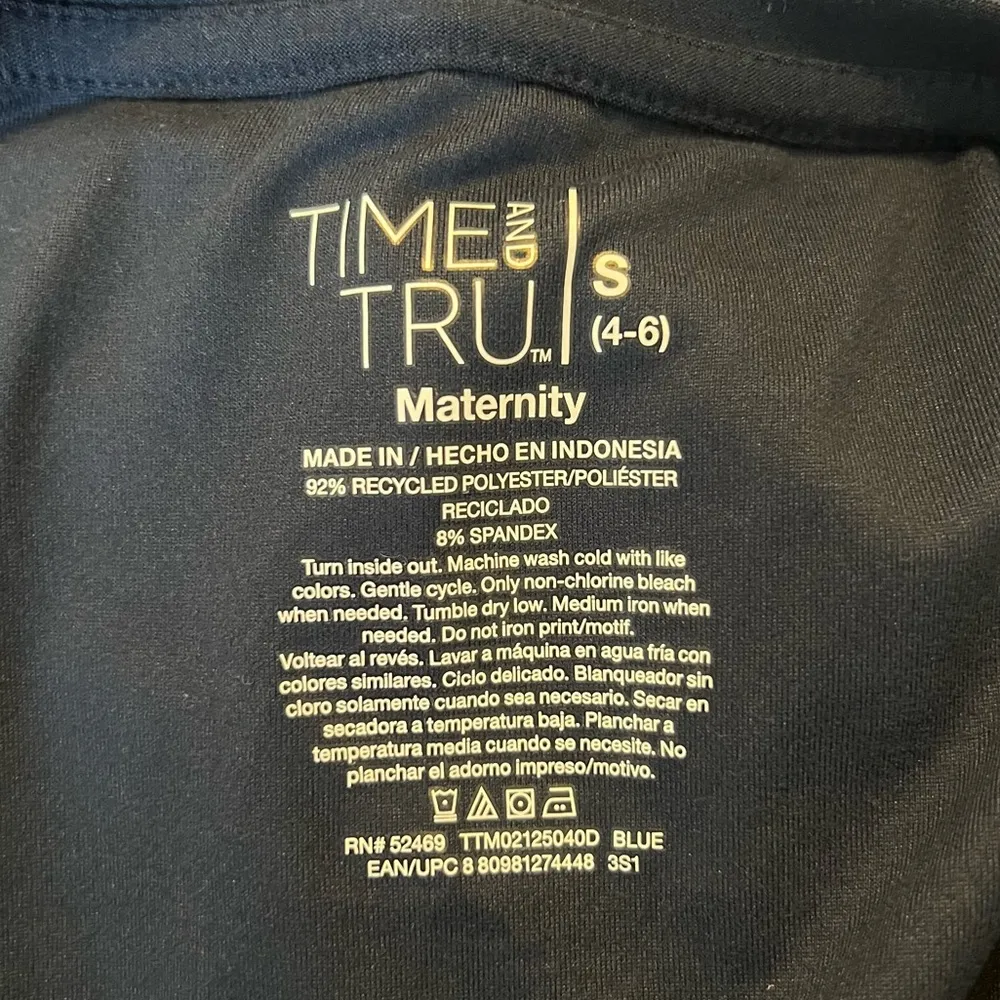 TIME AND
TRU™
S
(4-6)
Maternity
MADE IN / HECHO EN INDONESIA
92% RECYCLED POLYESTER/POLIÉSTER
RECICLADO
8% SPANDEX
Turn inside out. Machine wash cold with like
colors. Gentle cycle. Only non-chlorine bleach
when needed. Tumble dry low. Medium iron when
needed. Do not iron print/motif.
Voltear al revés. Lavar a máquina en agua fría con
colores similares. Ciclo delicado. Blanqueador sin
cloro solamente cuando sea necesario. Secar en
secadora a temperatura baja. Planchar a
temperatura media cuando se necesite. No
planchar el adorno impreso/motivo.
RN# 52469 TTM02125040D BLUE
EAN/UPC 8 80981274448 3S1